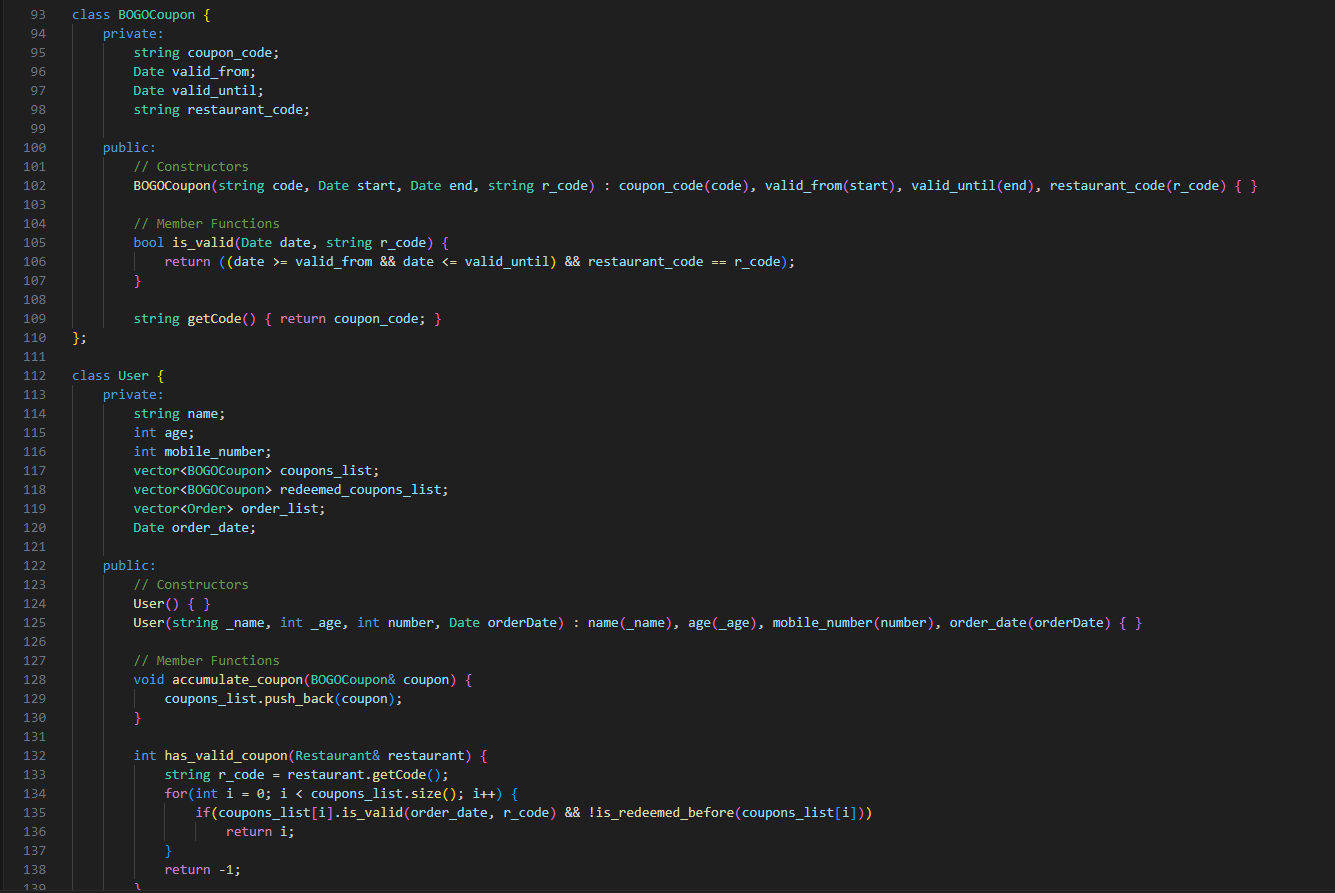 93 class BOGOCoupon {
94     private:
95         string coupon_code;
96         Date valid_from;
97         Date valid_until;
98         string restaurant_code;
99
100     public:
101         // Constructors
102         BOGOCoupon(string code, Date start, Date end, string r_code) : coupon_code(code), valid_from(start), valid_until(end), restaurant_code(r_code) { }
103
104         // Member Functions
105         bool is_valid(Date date, string r_code) {
106             return ((date >= valid_from && date <= valid_until) && restaurant_code == r_code);
107         }
108
109         string getCode() { return coupon_code; }
110 };
111
112 class User {
113     private:
114         string name;
115         int age;
116         int mobile_number;
117         vector<BOGOCoupon> coupons_list;
118         vector<BOGOCoupon> redeemed_coupons_list;
119         vector<Order> order_list;
120         Date order_date;
121
122     public:
123         // Constructors
124         User() { }
125         User(string _name, int _age, int number, Date orderDate) : name(_name), age(_age), mobile_number(number), order_date(orderDate) { }
126
127         // Member Functions
128         void accumulate_coupon(BOGOCoupon& coupon) {
129             coupons_list.push_back(coupon);
130         }
131
132         int has_valid_coupon(Restaurant& restaurant) {
133             string r_code = restaurant.getCode();
134             for(int i = 0; i < coupons_list.size(); i++) {
135                 if(coupons_list[i].is_valid(order_date, r_code) && !is_redeemed_before(coupons_list[i]))
136                     return i;
137             }
138             return -1;
139         }